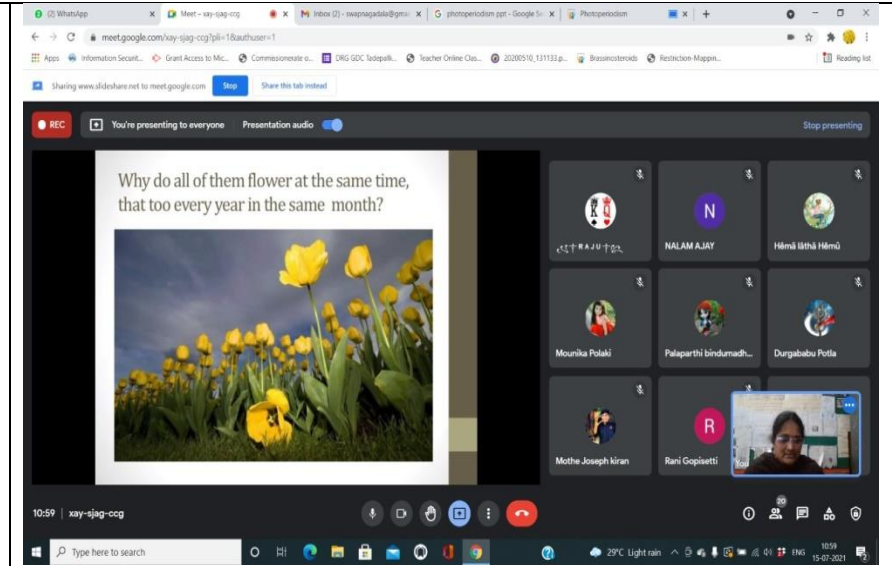 (2) WhatsApp
Meet - xay-sjag-ccg
Inbox (2) - swapnagadala@gmai
photoperiodism ppt - Google Se
Photoperiodism
meet.google.com/xay-sjag-ccg?pli=1&authuser=1
Apps
Information Securit...
Grant Access to Mic...
Commissionerate o...
DRG GDC Tadepalli...
Teacher Online Clas...
20200510_131133.p...
Brassinosteroids
Restriction-Mappin...
Reading list
Sharing www.slideshare.net to meet.google.com
Stop
Share this tab instead
REC
You're presenting to everyone
Presentation audio
Stop presenting
Why do all of them flower at the same time,
that too every year in the same month?
K Q
RAJU
N
NALAM AJAY
Hēmā lāthā Hēmū
Mounika Polaki
Palaparthi bindumadh...
Durgababu Potla
Mothe Joseph kiran
R
Rani Gopisetti
You
10:59 | xay-sjag-ccg
20
Type here to search
29°C Light rain
ENG
10:59
15-07-2021
2